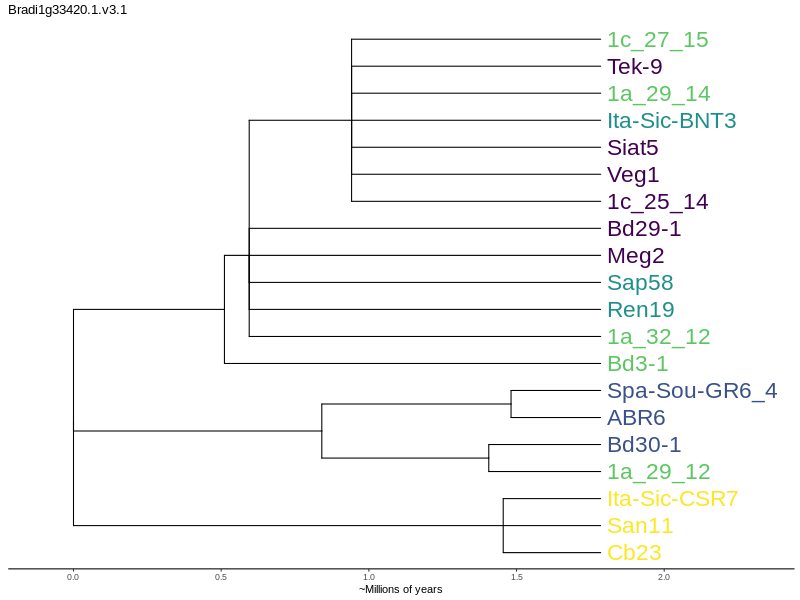 Bradi1g33420.1.v3.1
1c_27_15
Tek-9
1a_29_14
Ita-Sic-BNT3
Siat5
Veg1
1c_25_14
Bd29-1
Meg2
Sap58
Ren19
1a_32_12
Bd3-1
Spa-Sou-GR6_4
ABR6
Bd30-1
1a_29_12
Ita-Sic-CSR7
San11
Cb23
0.0 0.5 1.0 1.5 2.0
~Millions of years